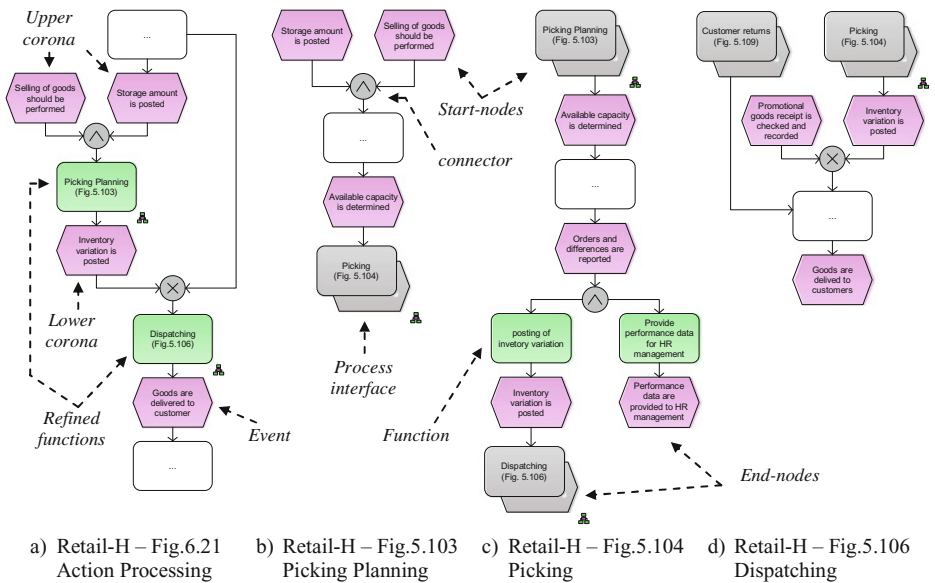 Upper
corona
...
Selling of goods
should be
performed
Storage amount
is posted
Picking Planning
(Fig.5.103)
Inventory
variation is
posted
Lower
corona
Dispatching
(Fig.5.106)
Refined
functions
Goods are
delivered to
customer
Event
...
Storage amount
is posted
Selling of goods
should be
performed
Start-nodes
connector
...
Available capacity
is determined
Picking
(Fig. 5.104)
Process
interface
Picking Planning
(Fig. 5.103)
Available capacity
is determined
...
Orders and
differences are
reported
posting of
invetory variation
Provide
performance data
for HR
management
Function
Inventory
variation is
posted
Performance
data are
provided to HR
management
Dispatching
(Fig. 5.106)
End-nodes
Customer returns
(Fig. 5.109)
Picking
(Fig. 5.104)
Promotional
goods receipt is
checked and
recorded
Inventory
variation is
posted
...
Goods are
delived to
customers
a) Retail-H – Fig.6.21
Action Processing
b) Retail-H – Fig.5.103
Picking Planning
c) Retail-H – Fig.5.104
Picking
d) Retail-H – Fig.5.106
Dispatching